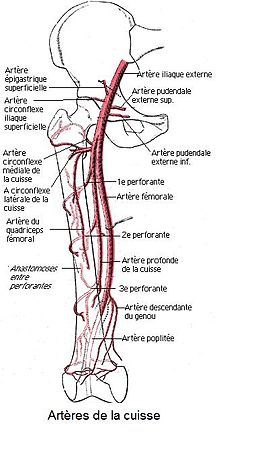 Artère
épigastrique
superficielle
Artère
circonflexe
iliaque
superficielle
Artère
circonflexe
médiale de
la cuisse
A circonflexe
latérale de la
cuisse
Artère du
quadriceps
fémoral
Anastomoses
entre
perforantes
Artère iliaque externe
Artère pudendale
externe sup.
Artère pudendale
externe inf.
1e perforante
Artère fémorale
2e perforante
Artère profonde
de la cuisse
3e perforante
Artère descendante
du genou
Artère poplitée
Artères de la cuisse